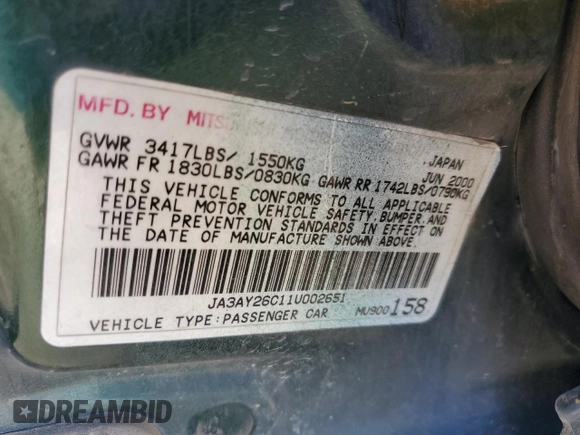 MFD. BY MITSU
JAPAN
GVWR 3417LBS/ 1550KG JUN 2000
GAWR FR 1830LBS/0830KG GAWR RR 1742LBS/0790KG
THIS VEHICLE CONFORMS TO ALL APPLICABLE
FEDERAL MOTOR VEHICLE SAFETY, BUMPER, AND
THEFT PREVENTION STANDARDS IN EFFECT ON
THE DATE OF MANUFACTURE SHOWN ABOVE.
JA3AY26C11U002651
VEHICLE TYPE:PASSENGER CAR MU900158
DREAMBID